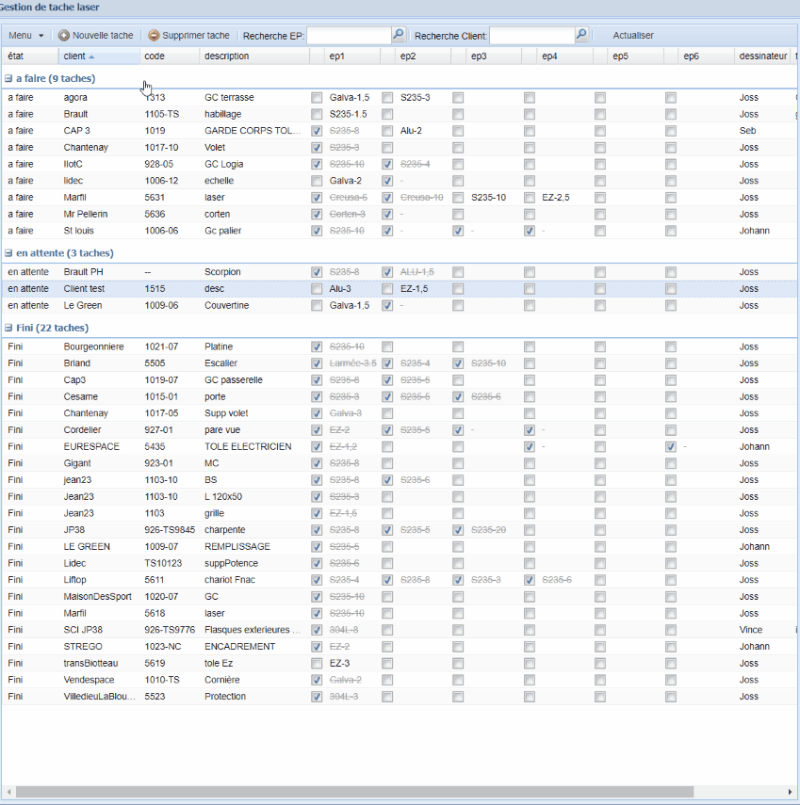 Gestion de tache laser
Menu Nouvelle tache Supprimer tache Recherche EP: Recherche Client: Actualiser
état client code description ep1 ep2 ep3 ep4 ep5 ep6 dessinateur
a faire (9 taches)
a faire agora 1313 GC terrasse Galva-1,5 S235-3 Joss
a faire Brault 1105-TS habillage S235-1.5 Joss
a faire CAP 3 1019 GARDE CORPS TOL... S235-8 Alu-2 Seb
a faire Chantenay 1017-10 Volet S235-3 Joss
a faire IlotC 928-05 GC Logia S235-10 S235-4 Joss
a faire lidec 1006-12 echelle Galva-2 - Joss
a faire Marfil 5631 laser Creuso-6 Creuso-10 S235-10 EZ-2,5 Joss
a faire Mr Pellerin 5636 corten Corten-3 - Joss
a faire St louis 1006-06 Gc palier S235-10 - - - Johann
en attente (3 taches)
en attente Brault PH -- Scorpion S235-8 ALU-1,5 Joss
en attente Client test 1515 desc Alu-3 EZ-1,5 Joss
en attente Le Green 1009-06 Couvertine Galva-1,5 - Joss
Fini (22 taches)
Fini Bourgeonniere 1021-07 Platine S235-10 Joss
Fini Briand 5505 Escalier Larmée-3.5 S235-4 S235-10 Joss
Fini Cap3 1019-07 GC passerelle S235-8 S235-5 Joss
Fini Cesame 1015-01 porte S235-3 S235-5 S235-6 Joss
Fini Chantenay 1017-05 Supp volet Galva-3 Joss
Fini Cordelier 927-01 pare vue EZ-2 S235-5 - - Joss
Fini EURESPACE 5435 TOLE ELECTRICIEN EZ-1,2 - - Johann
Fini Gigant 923-01 MC S235-8 Joss
Fini jean23 1103-10 BS S235-8 S235-6 Joss
Fini Jean23 1103-10 L 120x50 S235-3 Joss
Fini Jean23 1103 grille EZ-1,5 Joss
Fini JP38 926-TS9845 charpente S235-8 S235-5 S235-20 Joss
Fini LE GREEN 1009-07 REMPLISSAGE S235-5 Johann
Fini Lidec TS10123 suppPotence S235-6 Joss
Fini Liftop 5611 chariot Fnac S235-4 S235-8 S235-3 S235-6 Joss
Fini MaisonDesSport 1020-07 GC S235-10 Joss
Fini Marfil 5618 laser S235-10 Joss
Fini SCI JP38 926-TS9776 Flasques exterieures ... 304L-8 Vince
Fini STREGO 1023-NC ENCADREMENT EZ-2 Johann
Fini transBiotteau 5619 tole Ez EZ-3 Joss
Fini Vendespace 1010-TS Cornière Galva-2 Joss
Fini VilledieuLaBlou... 5523 Protection 304L-3 Joss